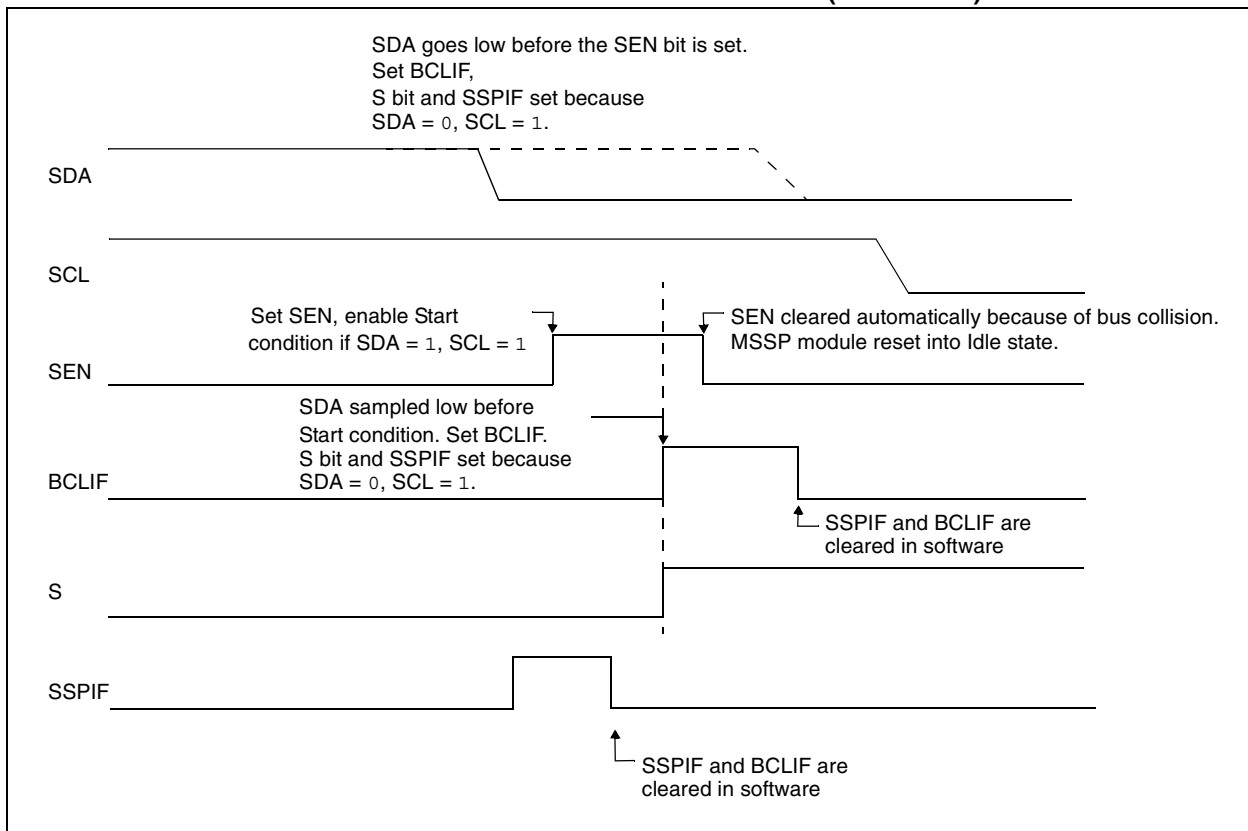 SDA goes low before the SEN bit is set.
Set BCLIF,
S bit and SSPIF set because
SDA = 0, SCL = 1.
SDA
SCL
Set SEN, enable Start
condition if SDA = 1, SCL = 1
SEN cleared automatically because of bus collision.
MSSP module reset into Idle state.
SEN
SDA sampled low before
Start condition. Set BCLIF.
S bit and SSPIF set because
SDA = 0, SCL = 1.
BCLIF
SSPIF and BCLIF are
cleared in software
S
SSPIF
SSPIF and BCLIF are
cleared in software